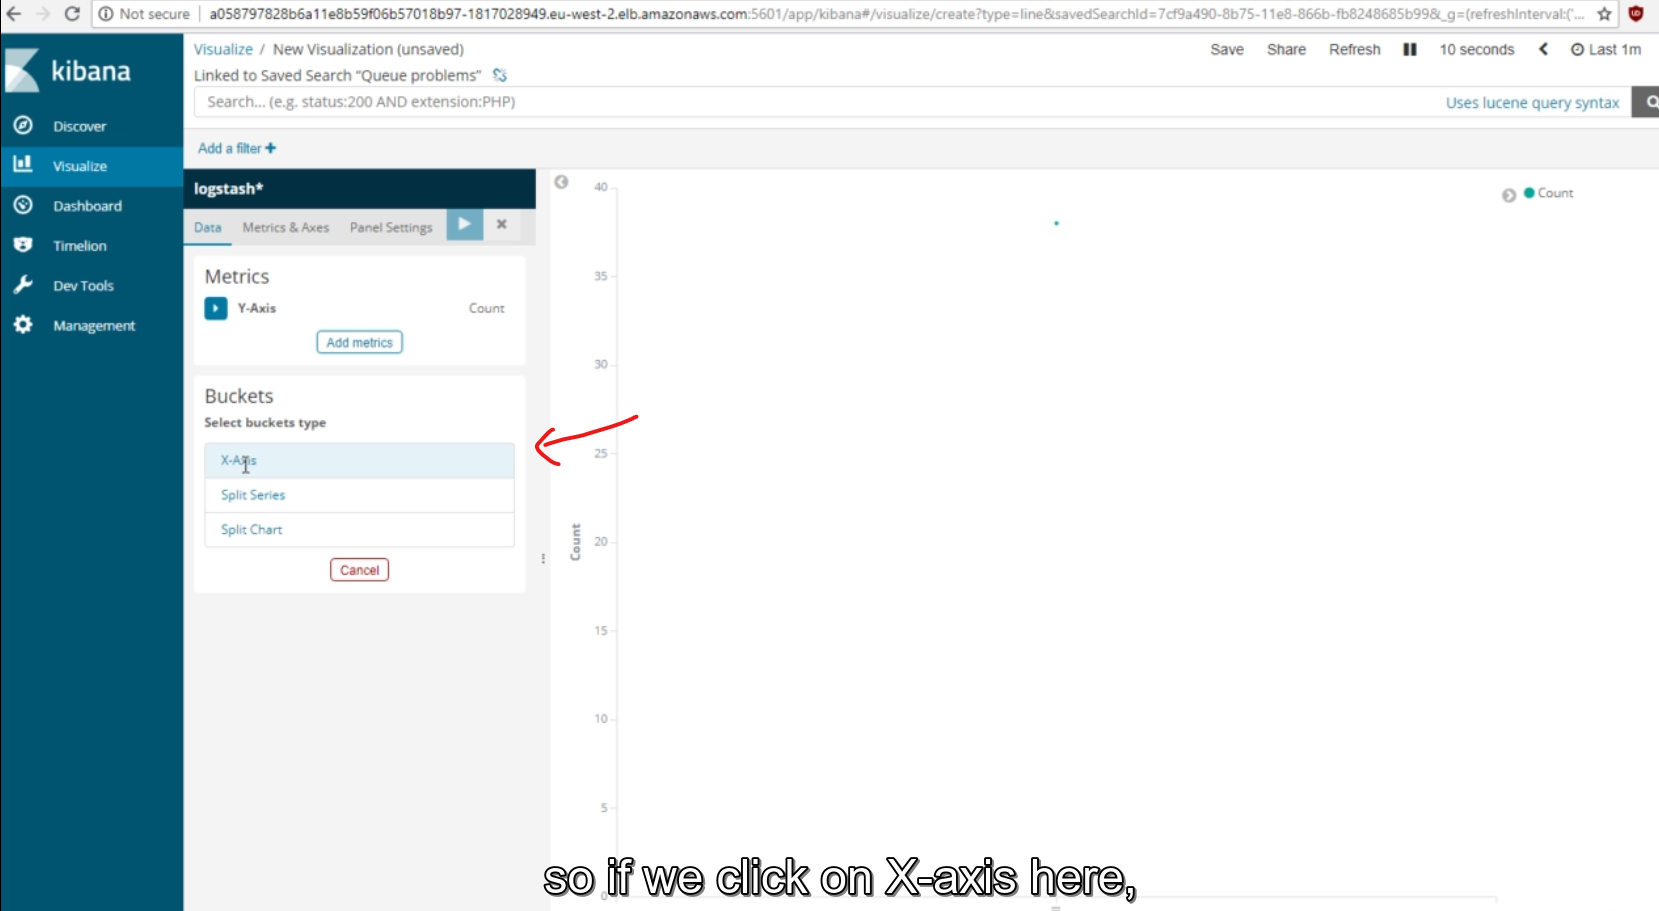 Not secure
a058797828b6a11e8b59f06b57018b97-1817028949.eu-west-2.elb.amazonaws.com:5601/app/kibana#/visualize/create?type=line&savedSearchId=7cf9a490-8b75-11e8-866b-fb8248685b99&_g=(refreshInterval:('...
kibana
Discover
Visualize
Dashboard
Timelion
Dev Tools
Management
Visualize / New Visualization (unsaved)
Save Share Refresh 10 seconds Last 1m
Linked to Saved Search "Queue problems"
Search... (e.g. status:200 AND extension:PHP)
Uses lucene query syntax
Add a filter +
logstash*
Data Metrics & Axes Panel Settings
Metrics
Y-Axis Count
Add metrics
Buckets
Select buckets type
X-Axis
Split Series
Split Chart
Cancel
40
35
30
25
20
15
10
5
0
Count
Count
so if we click on X-axis here,